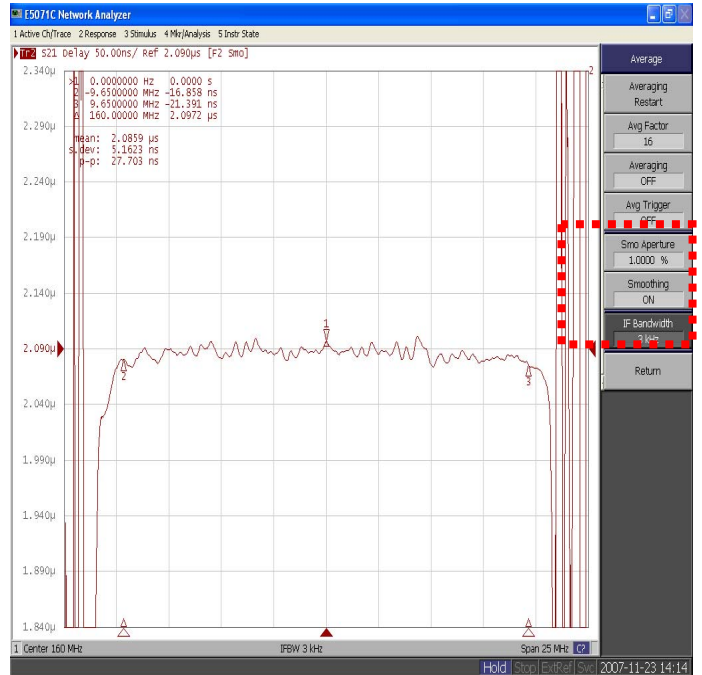 E5071C Network Analyzer
1 Active Ch/Trace 2 Response 3 Stimulus 4 Mkr/Analysis 5 Instr State
Tr2 S21 Delay 50.00ns/ Ref 2.090µs [F2 Smo]
2.340µ
2
>1 0.0000000 Hz 0.0000 s
2 -9.6500000 MHz -16.858 ns
3 9.6500000 MHz -21.391 ns
Δ 160.00000 MHz 2.0972 µs
mean: 2.0859 µs
s.dev: 5.1623 ns
p-p: 27.703 ns
2.290µ
2.240µ
2.190µ
2.140µ
2.090µ
2.040µ
1.990µ
1.940µ
1.890µ
1.840µ
1
2
3
1 Center 160 MHz IFBW 3 kHz Span 25 MHz C?
Average
Averaging
Restart
Avg Factor
16
Averaging
OFF
Avg Trigger
OFF
Smo Aperture
1.0000 %
Smoothing
ON
IF Bandwidth
3 kHz
Return
Hold Stop ExtRef Svc 2007-11-23 14:14